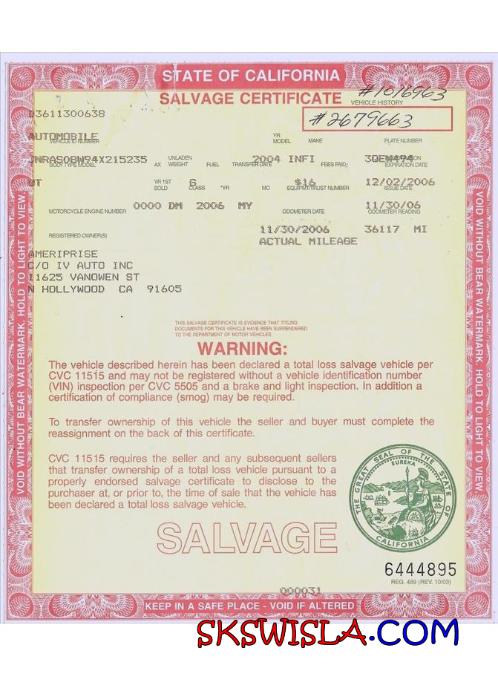 STATE OF CALIFORNIA
SALVAGE CERTIFICATE
#1016963
VEHICLE HISTORY
#2679663
D3611300638
AUTOMOBILE
VEHICLE ID NUMBER YR MODEL MAKE PLATE NUMBER
JNRAS08W94X215235 2004 INFI 3QEW494
BODY TYPE MODEL AX WEIGHT UNLADEN FUEL TRANSFER DATE FEES PAID EXPIRATION DATE
UT 6 $16 12/02/2006
YR 1ST SOLD CLASS *YR MO EQUIPMT/TRUST NUMBER ISSUE DATE
0000 DM 2006 MY 11/30/06
MOTORCYCLE ENGINE NUMBER ODOMETER DATE ODOMETER READING
11/30/2006 36117 MI
REGISTERED OWNER(S) ACTUAL MILEAGE
AMERIPRISE
C/O IV AUTO INC
11625 VANOWEN ST
N HOLLYWOOD CA 91605
THIS SALVAGE CERTIFICATE IS EVIDENCE THAT TITLING
DOCUMENTS FOR THIS VEHICLE HAVE BEEN SURRENDERED
TO THE DEPARTMENT OF MOTOR VEHICLES.
WARNING:
The vehicle described herein has been declared a total loss salvage vehicle per
CVC 11515 and may not be registered without a vehicle identification number
(VIN) inspection per CVC 5505 and a brake and light inspection. In addition a
certification of compliance (smog) may be required.
To transfer ownership of this vehicle the seller and buyer must complete the
reassignment on the back of this certificate.
CVC 11515 requires the seller and any subsequent sellers
that transfer ownership of a total loss vehicle pursuant to a
properly endorsed salvage certificate to disclose to the
purchaser at, or prior to, the time of sale that the vehicle has
been declared a total loss salvage vehicle.
SALVAGE
THE GREAT SEAL OF THE STATE OF CALIFORNIA
EUREKA
6444895
REG. 489 (REV. 10/03)
000031
KEEP IN A SAFE PLACE - VOID IF ALTERED
VOID WITHOUT BEAR WATERMARK. HOLD TO LIGHT TO VIEW
VOID WITHOUT BEAR WATERMARK. HOLD TO LIGHT TO VIEW
SKSWISLA.COM